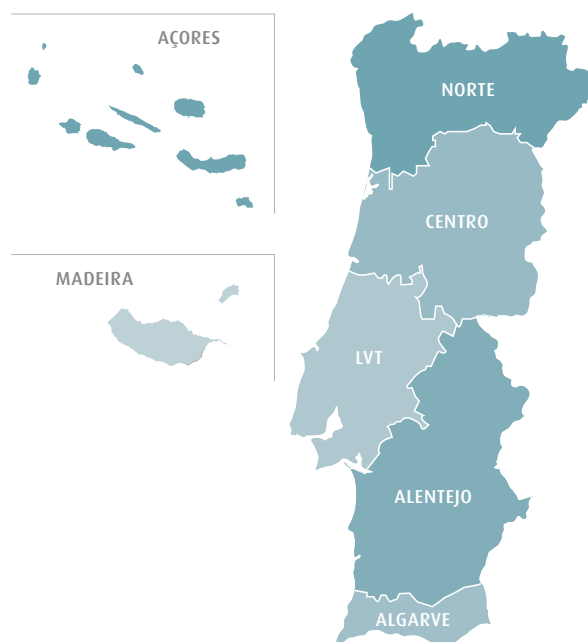 AÇORES
NORTE
CENTRO
MADEIRA
LVT
ALENTEJO
ALGARVE